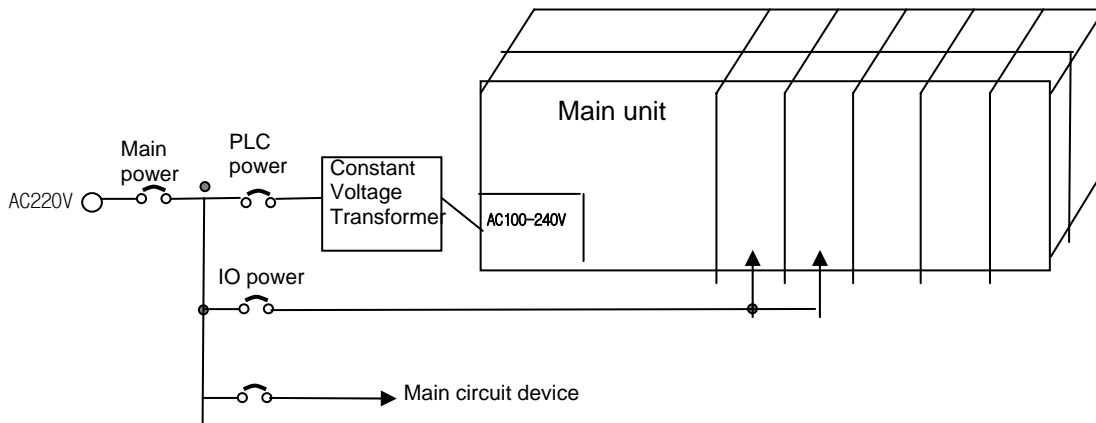 Main unit
PLC
power
Main
power
Constant
Voltage
Transformer
AC220V
AC100-240V
IO power
Main circuit device